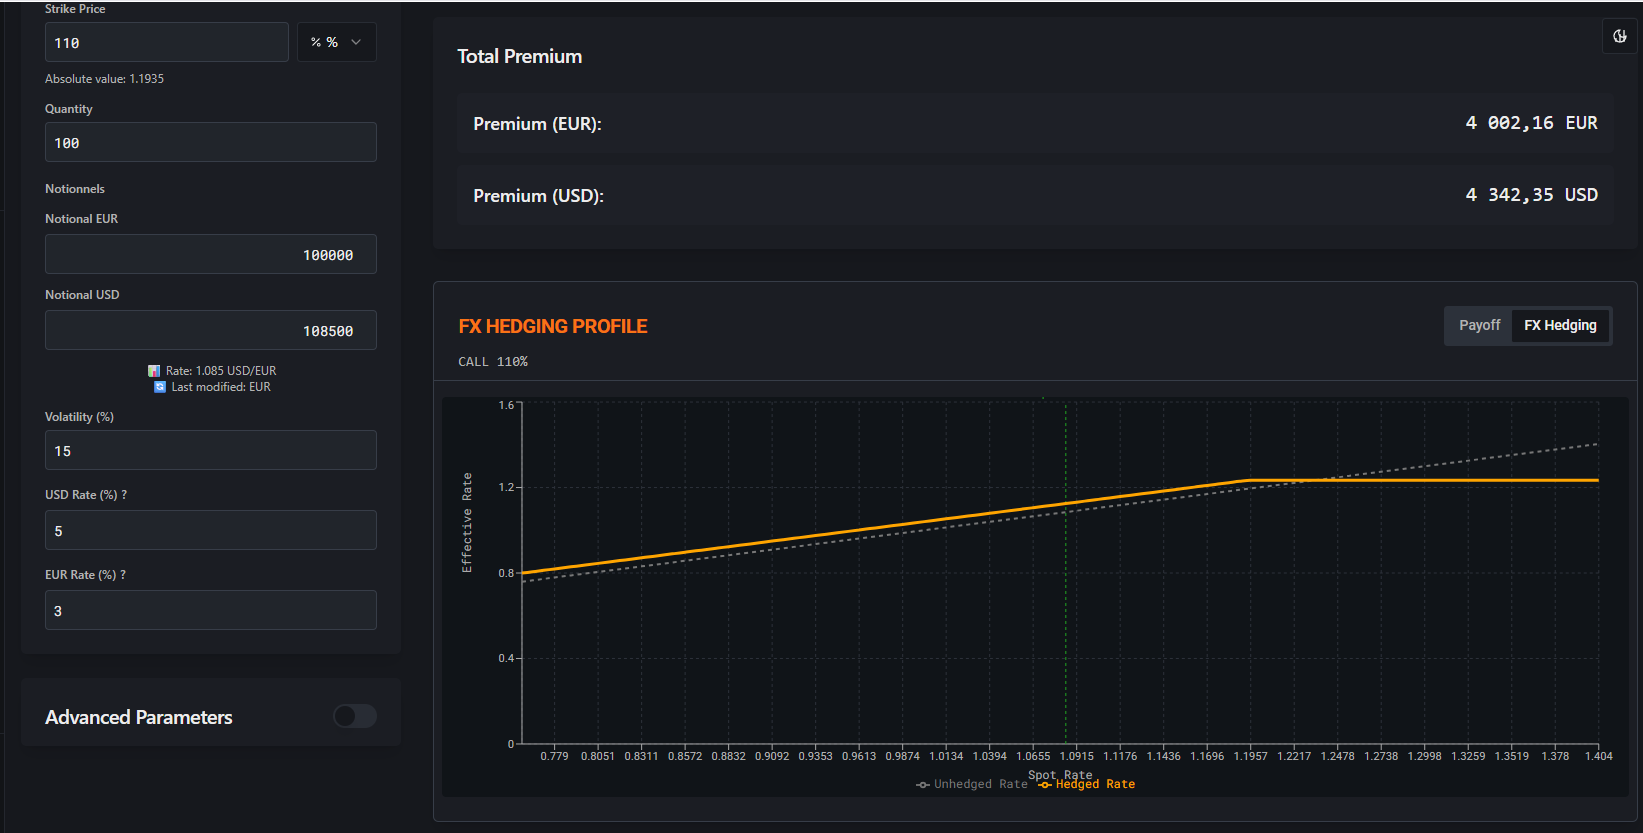 Strike Price
110
% %
Absolute value: 1.1935
Quantity
100
Notionnels
Notional EUR
100000
Notional USD
108500
Rate: 1.085 USD/EUR
Last modified: EUR
Volatility (%)
15
USD Rate (%) ?
5
EUR Rate (%) ?
3
Advanced Parameters
Total Premium
Premium (EUR):
4 002,16 EUR
Premium (USD):
4 342,35 USD
FX HEDGING PROFILE
CALL 110%
Payoff
FX Hedging
Effective Rate
1.6
1.2
0.8
0.4
0
0.779 0.8051 0.8311 0.8572 0.8832 0.9092 0.9353 0.9613 0.9874 1.0134 1.0394 1.0655 1.0915 1.1176 1.1436 1.1696 1.1957 1.2217 1.2478 1.2738 1.2998 1.3259 1.3519 1.378 1.404
Spot Rate
Unhedged Rate Hedged Rate